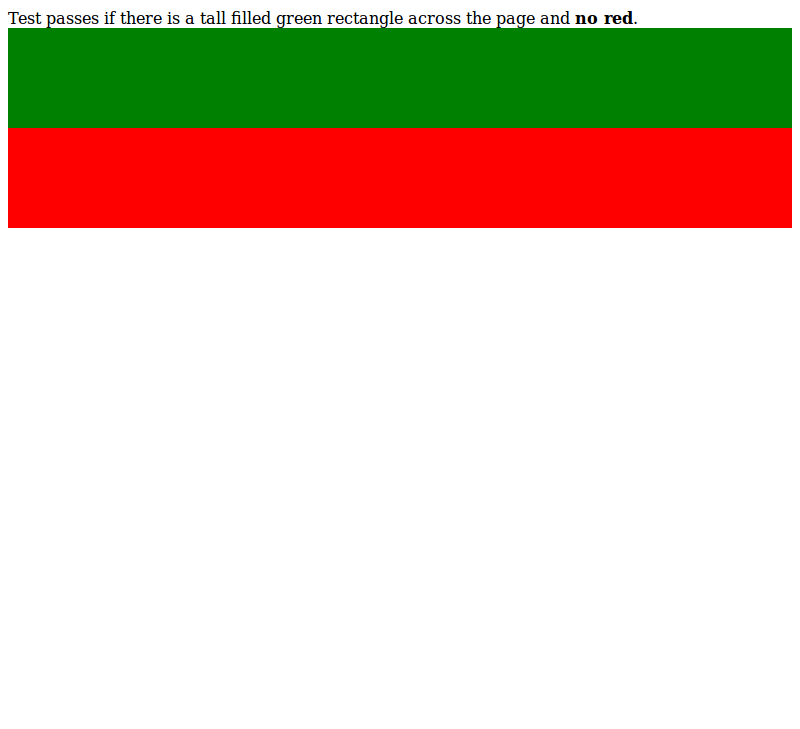 Test passes if there is a tall filled green rectangle across the page and no red.